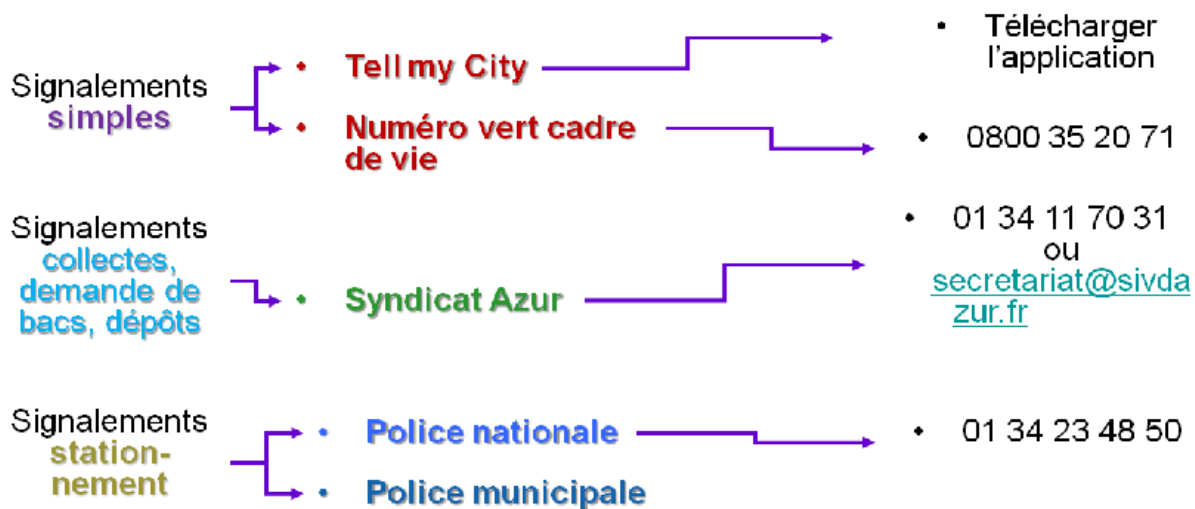 Signalements
simples
• Tell my City
• Numéro vert cadre
de vie
• Télécharger
l'application
• 0800 35 20 71
Signalements
collectes,
demande de
bacs, dépôts
• Syndicat Azur
• 01 34 11 70 31
ou
secretariat@sivda
zur.fr
Signalements
station-
nement
• Police nationale
• Police municipale
• 01 34 23 48 50